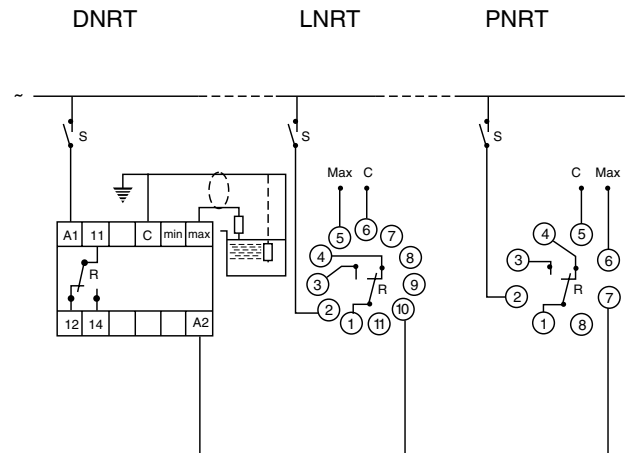 DNRT LNRT PNRT
~
S S S
Max C C Max
A1 11 C min max
R
12 14 A2
5 6 7
4 8
3 R 9
2 10
1 11
4 5
3 6
R
2 7
1 8